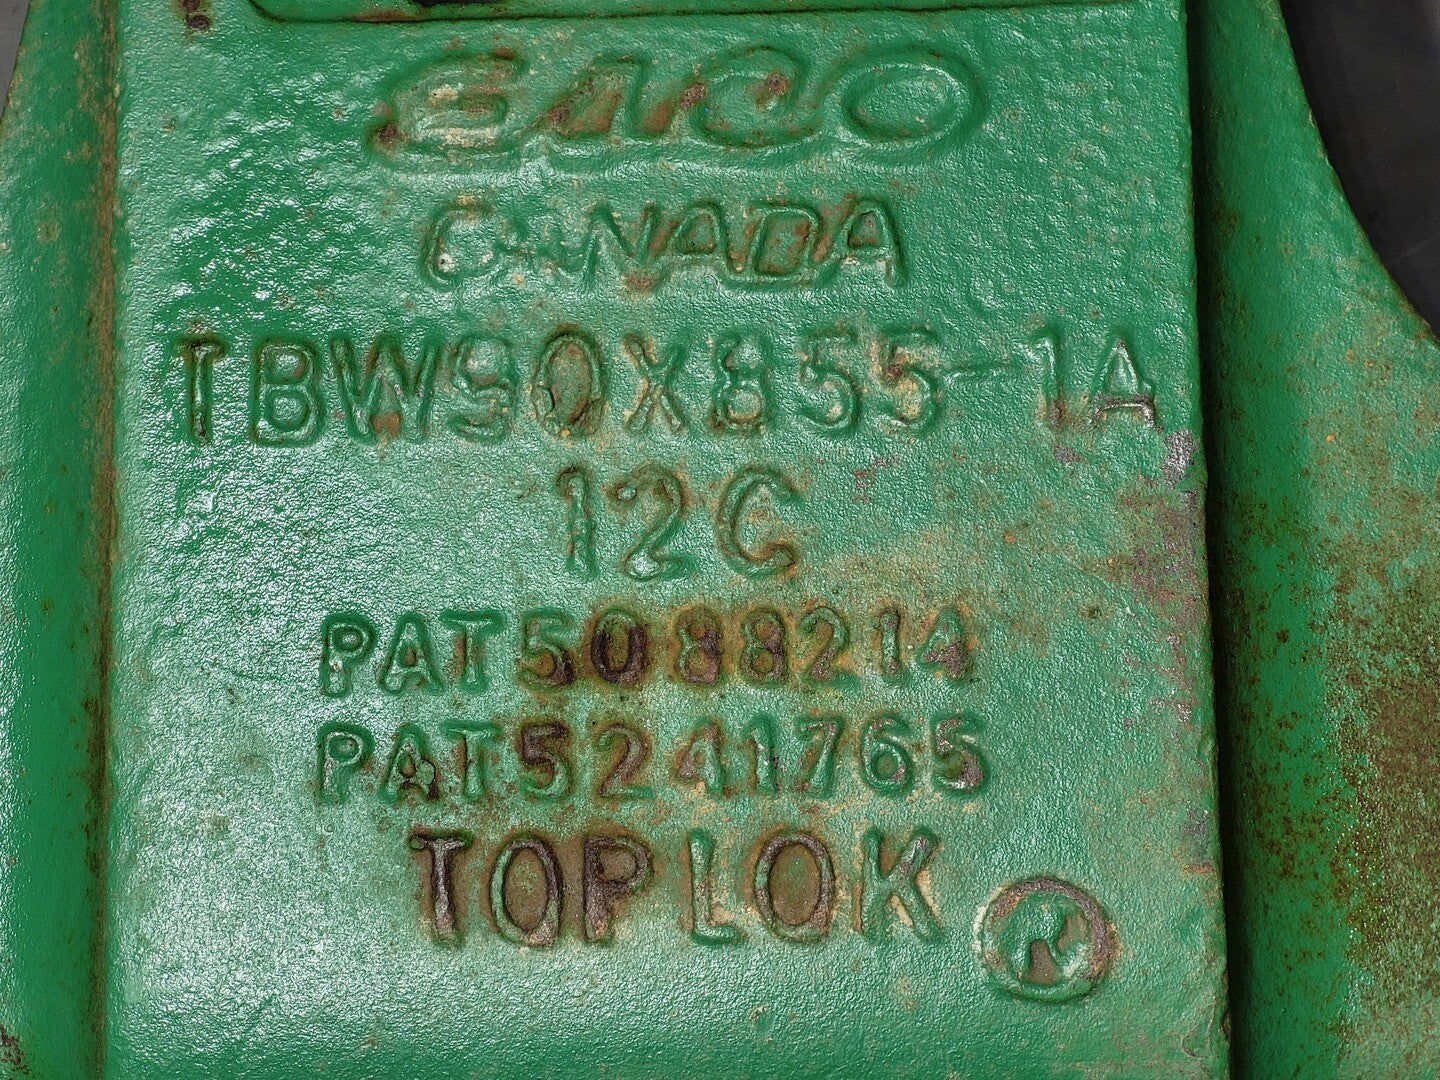 ESCO
CANADA
TBW90X855-1A
12C
PAT5088214
PAT5241765
TOPLOK ®